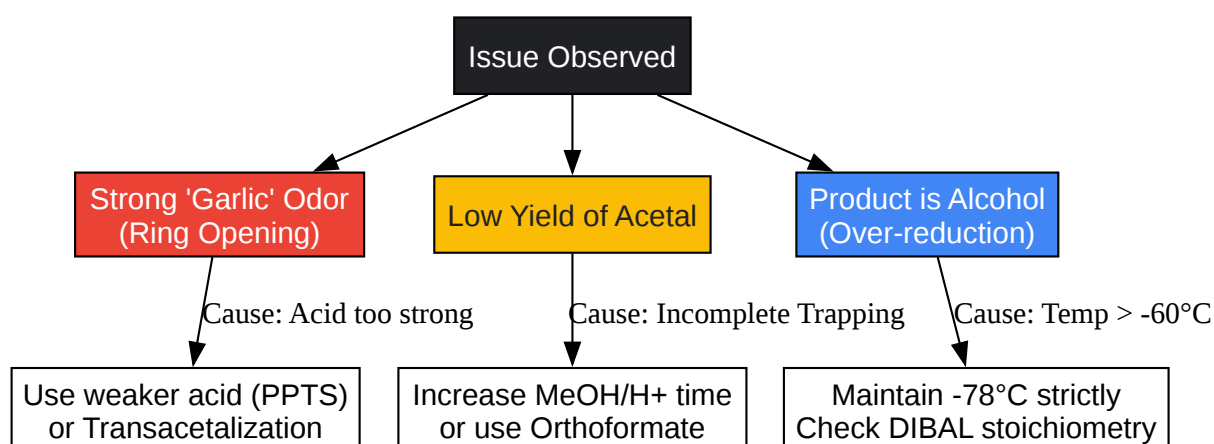 Issue Observed
Strong 'Garlic' Odor
(Ring Opening)
Low Yield of Acetal
Product is Alcohol
(Over-reduction)
Cause: Acid too strong
Cause: Incomplete Trapping
Cause: Temp > -60°C
Use weaker acid (PPTS)
or Transacetalization
Increase MeOH/H+ time
or use Orthoformate
Maintain -78°C strictly
Check DIBAL stoichiometry